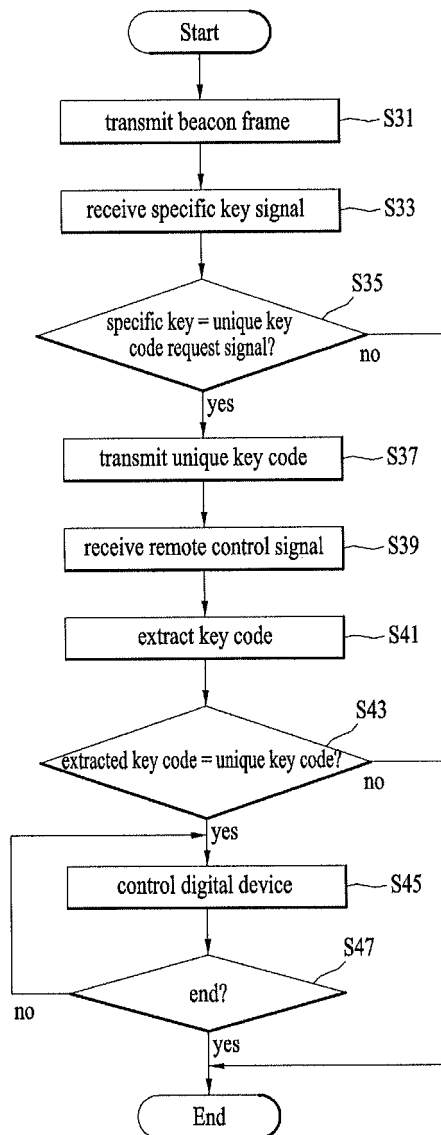 Start
transmit beacon frame
S31
receive specific key signal
S33
S35
specific key = unique key
code request signal?
no
yes
transmit unique key code
S37
receive remote control signal
S39
extract key code
S41
S43
extracted key code = unique key code?
no
yes
control digital device
S45
S47
end?
no
yes
End